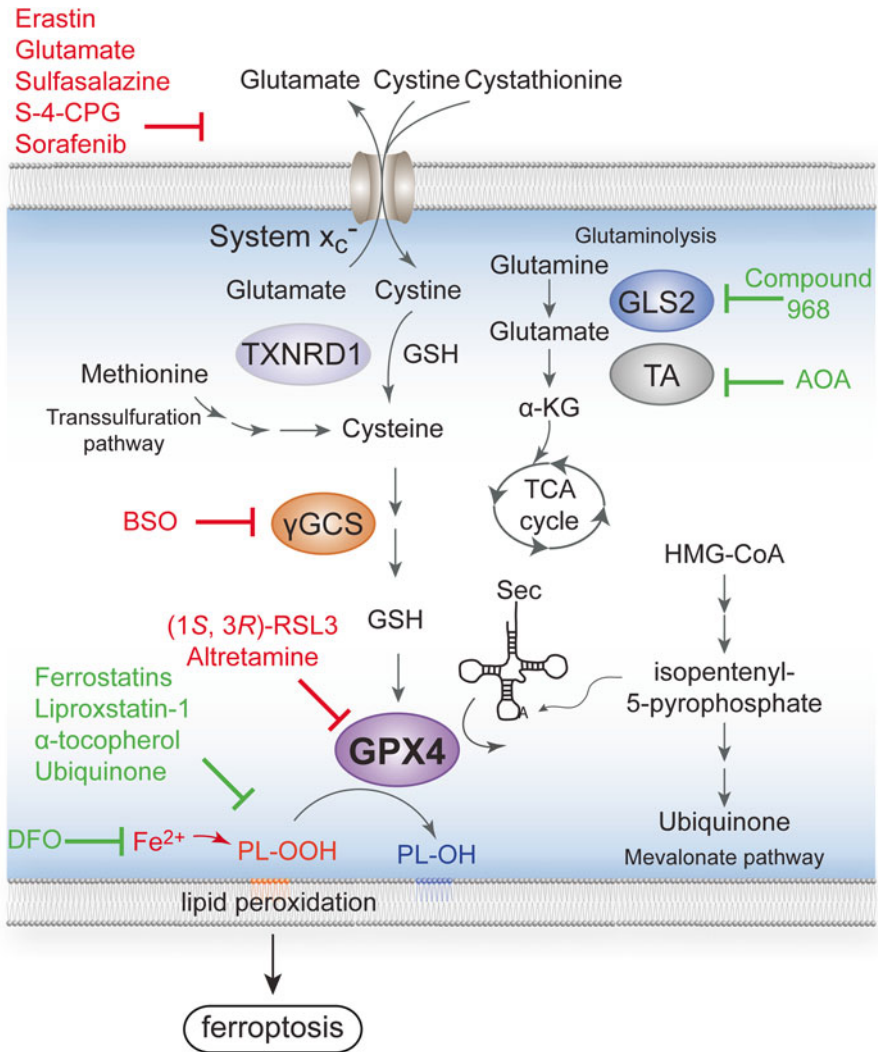 Erastin
Glutamate
Sulfasalazine
S-4-CPG
Sorafenib
Glutamate Cystine Cystathionine
System xc-
Glutamate Cystine
TXNRD1
GSH
Methionine
Transsulfuration
pathway
Cysteine
BSO
γGCS
GSH
Glutaminolysis
Glutamine
GLS2
Compound
968
Glutamate
TA
AOA
α-KG
TCA
cycle
Sec
A
HMG-CoA
isopentenyl-
5-pyrophosphate
Ubiquinone
Mevalonate pathway
(1S, 3R)-RSL3
Altretamine
GPX4
Ferrostatins
Liproxstatin-1
α-tocopherol
Ubiquinone
DFO
Fe2+
PL-OOH
PL-OH
lipid peroxidation
ferroptosis